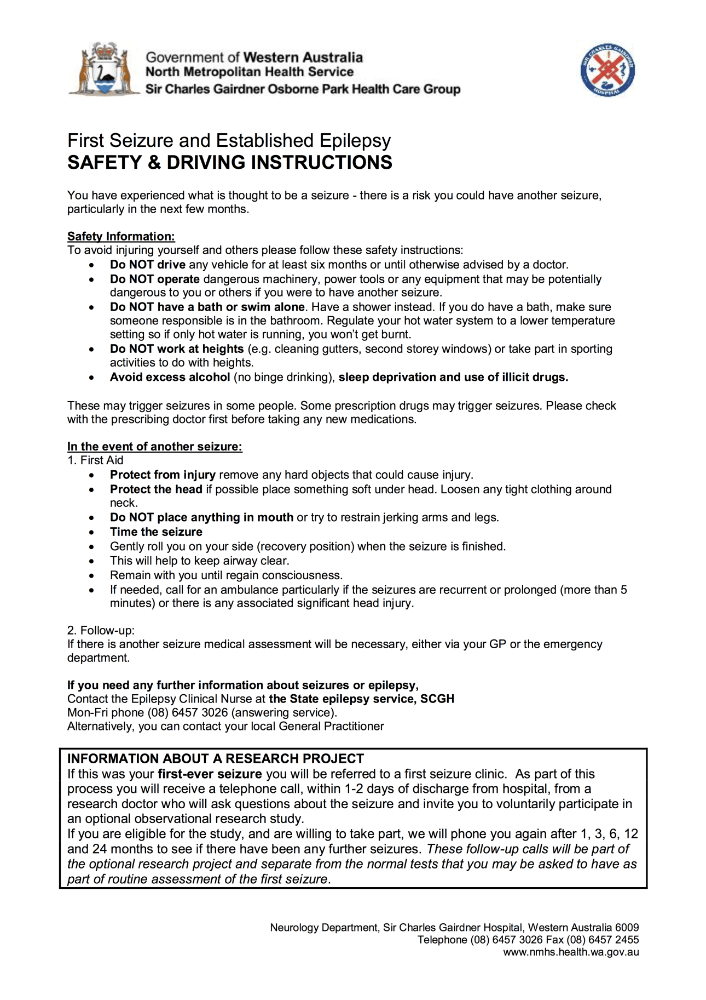 Government of Western Australia
North Metropolitan Health Service
Sir Charles Gairdner Osborne Park Health Care Group
SIR CHARLES GAIRDNER
HOSPITAL
First Seizure and Established Epilepsy
SAFETY & DRIVING INSTRUCTIONS
You have experienced what is thought to be a seizure - there is a risk you could have another seizure,
particularly in the next few months.
Safety Information:
To avoid injuring yourself and others please follow these safety instructions:
• Do NOT drive any vehicle for at least six months or until otherwise advised by a doctor.
• Do NOT operate dangerous machinery, power tools or any equipment that may be potentially
dangerous to you or others if you were to have another seizure.
• Do NOT have a bath or swim alone. Have a shower instead. If you do have a bath, make sure
someone responsible is in the bathroom. Regulate your hot water system to a lower temperature
setting so if only hot water is running, you won’t get burnt.
• Do NOT work at heights (e.g. cleaning gutters, second storey windows) or take part in sporting
activities to do with heights.
• Avoid excess alcohol (no binge drinking), sleep deprivation and use of illicit drugs.
These may trigger seizures in some people. Some prescription drugs may trigger seizures. Please check
with the prescribing doctor first before taking any new medications.
In the event of another seizure:
1. First Aid
• Protect from injury remove any hard objects that could cause injury.
• Protect the head if possible place something soft under head. Loosen any tight clothing around
neck.
• Do NOT place anything in mouth or try to restrain jerking arms and legs.
• Time the seizure
• Gently roll you on your side (recovery position) when the seizure is finished.
• This will help to keep airway clear.
• Remain with you until regain consciousness.
• If needed, call for an ambulance particularly if the seizures are recurrent or prolonged (more than 5
minutes) or there is any associated significant head injury.
2. Follow-up:
If there is another seizure medical assessment will be necessary, either via your GP or the emergency
department.
If you need any further information about seizures or epilepsy,
Contact the Epilepsy Clinical Nurse at the State epilepsy service, SCGH
Mon-Fri phone (08) 6457 3026 (answering service).
Alternatively, you can contact your local General Practitioner
INFORMATION ABOUT A RESEARCH PROJECT
If this was your first-ever seizure you will be referred to a first seizure clinic. As part of this
process you will receive a telephone call, within 1-2 days of discharge from hospital, from a
research doctor who will ask questions about the seizure and invite you to voluntarily participate in
an optional observational research study.
If you are eligible for the study, and are willing to take part, we will phone you again after 1, 3, 6, 12
and 24 months to see if there have been any further seizures. These follow-up calls will be part of
the optional research project and separate from the normal tests that you may be asked to have as
part of routine assessment of the first seizure.
Neurology Department, Sir Charles Gairdner Hospital, Western Australia 6009
Telephone (08) 6457 3026 Fax (08) 6457 2455
www.nmhs.health.wa.gov.au